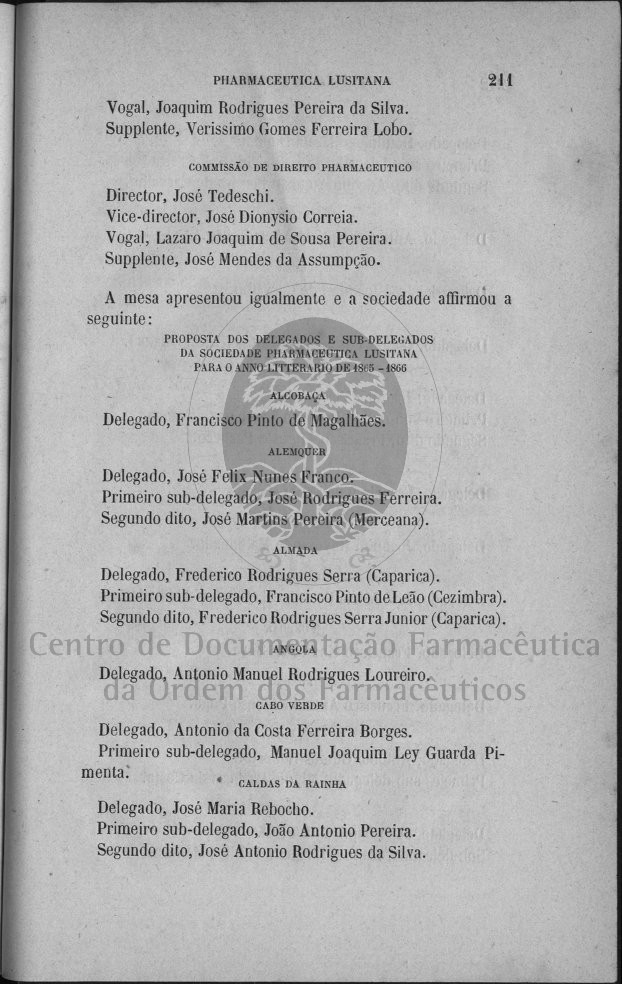 PHARMACEUTICA LUSITANA 211
Vogal, Joaquim Rodrigues Pereira da Silva.
Supplente, Verissimo Gomes Ferreira Lobo.
COMMISSÃO DE DIREITO PHARMACEUTICO
Director, José Tedeschi.
Vice-director, José Dionysio Correia.
Vogal, Lazaro Joaquim de Sousa Pereira.
Supplente, José Mendes da Assumpção.
A mesa apresentou igualmente e a sociedade affirmou a
seguinte:
PROPOSTA DOS DELEGADOS E SUB-DELEGADOS
DA SOCIEDADE PHARMACEUTICA LUSITANA
PARA O ANNO LITTERARIO DE 1865-1866
ALCOBAÇA
Delegado, Francisco Pinto de Magalhães.
ALEMQUER
Delegado, José Felix Nunes Franco.
Primeiro sub-delegado, José Rodrigues Ferreira.
Segundo dito, José Martins Pereira (Merceana).
ALMADA
Delegado, Frederico Rodrigues Serra (Caparica).
Primeiro sub-delegado, Francisco Pinto de Leão (Cezimbra).
Segundo dito, Frederico Rodrigues Serra Junior (Caparica).
Centro de Documentação Farmacêutica
ANGOLA
Delegado, Antonio Manuel Rodrigues Loureiro.
da Ordem dos Farmacêuticos
CABO VERDE
Delegado, Antonio da Costa Ferreira Borges.
Primeiro sub-delegado, Manuel Joaquim Ley Guarda Pi-
menta.
CALDAS DA RAINHA
Delegado, José Maria Rebocho.
Primeiro sub-delegado, João Antonio Pereira.
Segundo dito, José Antonio Rodrigues da Silva.